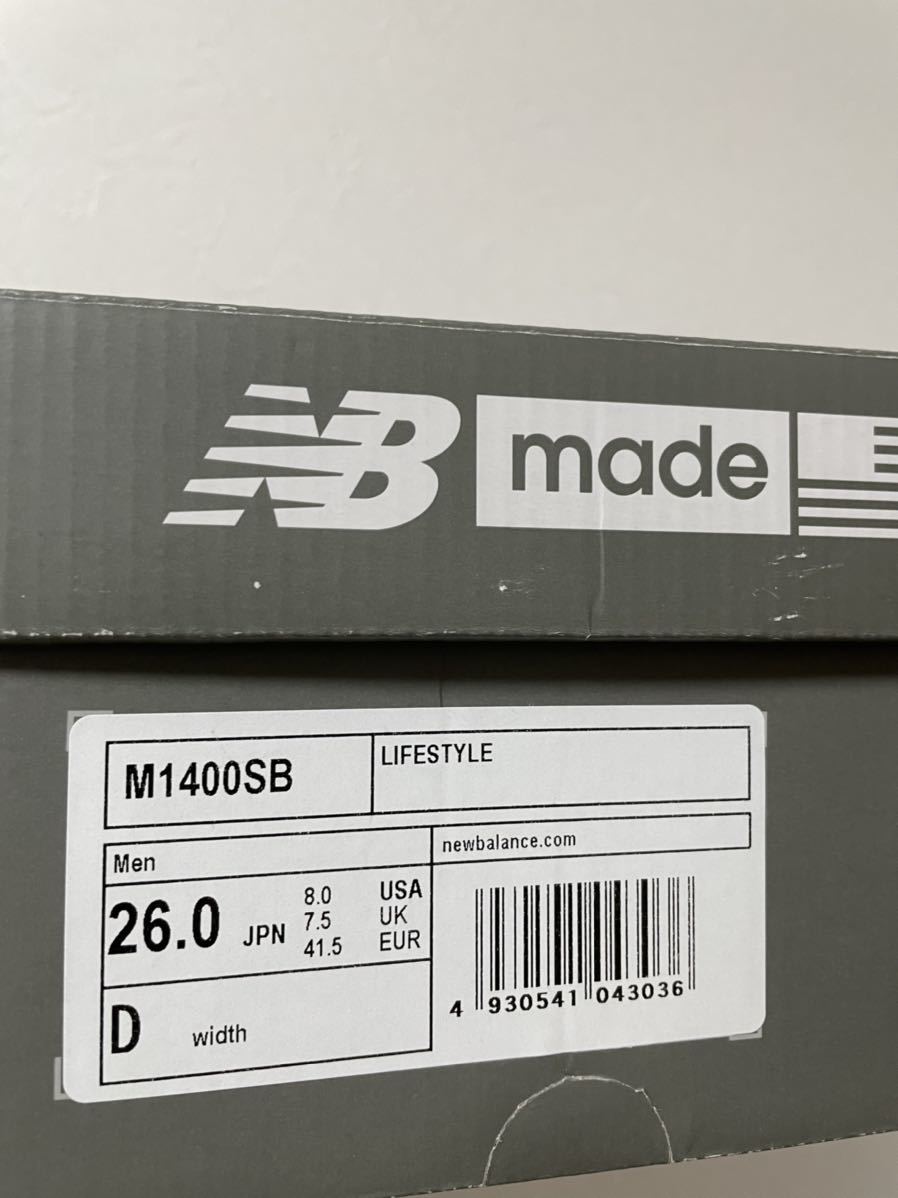 NB made
M1400SB
LIFESTYLE
Men
newbalance.com
26.0 JPN
8.0 USA
7.5 UK
41.5 EUR
D width
4 930541 043036